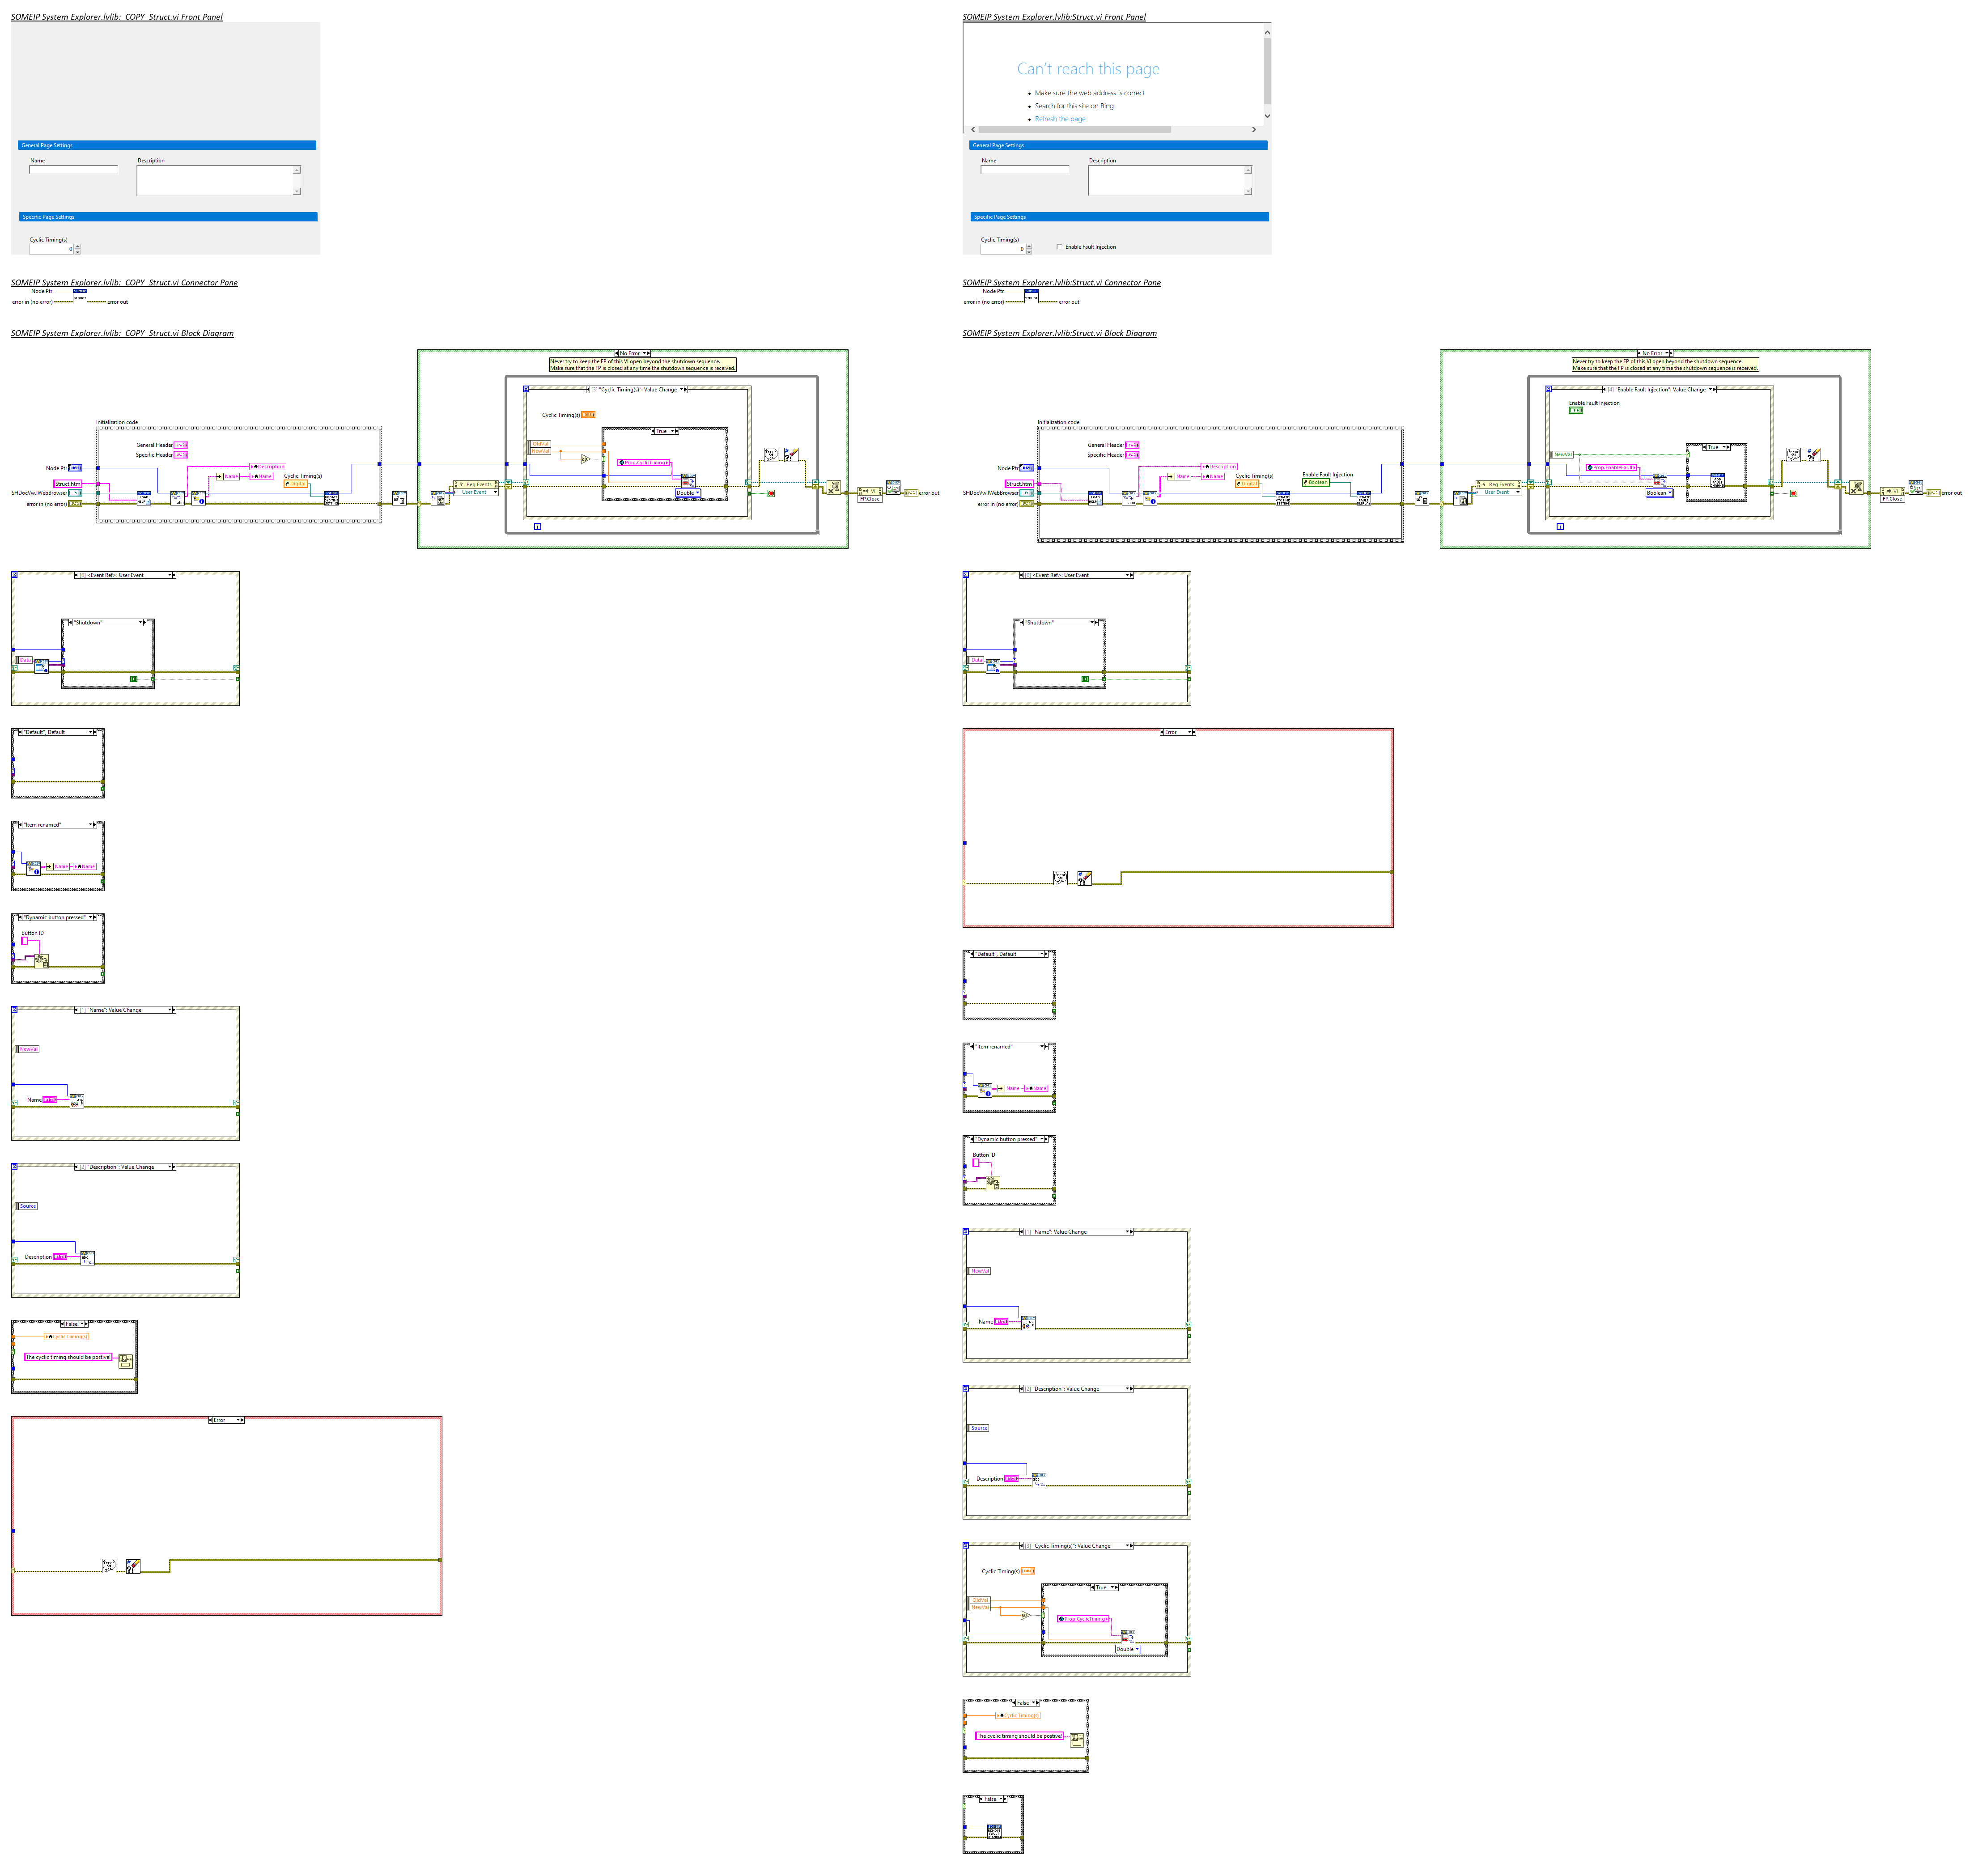 SOMEIP System Explorer.lvlib:_COPY_Struct.vi Front Panel
General Page Settings
Name
Description
Specific Page Settings
Cyclic Timing(s)
0
SOMEIP System Explorer.lvlib:_COPY_Struct.vi Connector Pane
Node Ptr
error in (no error)
STRUCT
error out
SOMEIP System Explorer.lvlib:_COPY_Struct.vi Block Diagram
No Error
Never try to keep the FP of this VI open beyond the shutdown sequence.
Make sure that the FP is closed at any time the shutdown sequence is received.
[3] "Cyclic Timing(s)": Value Change
Cyclic Timing(s)
True
OldVal
NewVal
Prop.CyclicTiming
Double
Initialization code
General Header
Specific Header
Node Ptr
Struct.htm
SHDocVw.IWebBrowser
error in (no error)
Description
Name
Name
Cyclic Timing(s)
Digital
Reg Events
User Event
VI
FP.Close
error out
[0] <Event Ref>: User Event
"Shutdown"
Data
"Default", Default
"Item renamed"
Name
Name
"Dynamic button pressed"
Button ID
[1] "Name": Value Change
NewVal
Name
[2] "Description": Value Change
Source
Description
False
Cyclic Timing(s)
The cyclic timing should be postive!
Error
SOMEIP System Explorer.lvlib:Struct.vi Front Panel
Can't reach this page
Make sure the web address is correct
Search for this site on Bing
Refresh the page
General Page Settings
Name
Description
Specific Page Settings
Cyclic Timing(s)
0
Enable Fault Injection
SOMEIP System Explorer.lvlib:Struct.vi Connector Pane
Node Ptr
error in (no error)
STRUCT
error out
SOMEIP System Explorer.lvlib:Struct.vi Block Diagram
No Error
Never try to keep the FP of this VI open beyond the shutdown sequence.
Make sure that the FP is closed at any time the shutdown sequence is received.
[4] "Enable Fault Injection": Value Change
Enable Fault Injection
True
NewVal
Prop.EnableFault
Boolean
Initialization code
General Header
Specific Header
Node Ptr
Struct.htm
SHDocVw.IWebBrowser
error in (no error)
Description
Name
Name
Cyclic Timing(s)
Digital
Enable Fault Injection
Boolean
Reg Events
User Event
VI
FP.Close
error out
[0] <Event Ref>: User Event
"Shutdown"
Data
Error
"Default", Default
"Item renamed"
Name
Name
"Dynamic button pressed"
Button ID
[1] "Name": Value Change
NewVal
Name
[2] "Description": Value Change
Source
Description
[3] "Cyclic Timing(s)": Value Change
Cyclic Timing(s)
True
OldVal
NewVal
Prop.CyclicTiming
Double
False
Cyclic Timing(s)
The cyclic timing should be postive!
False